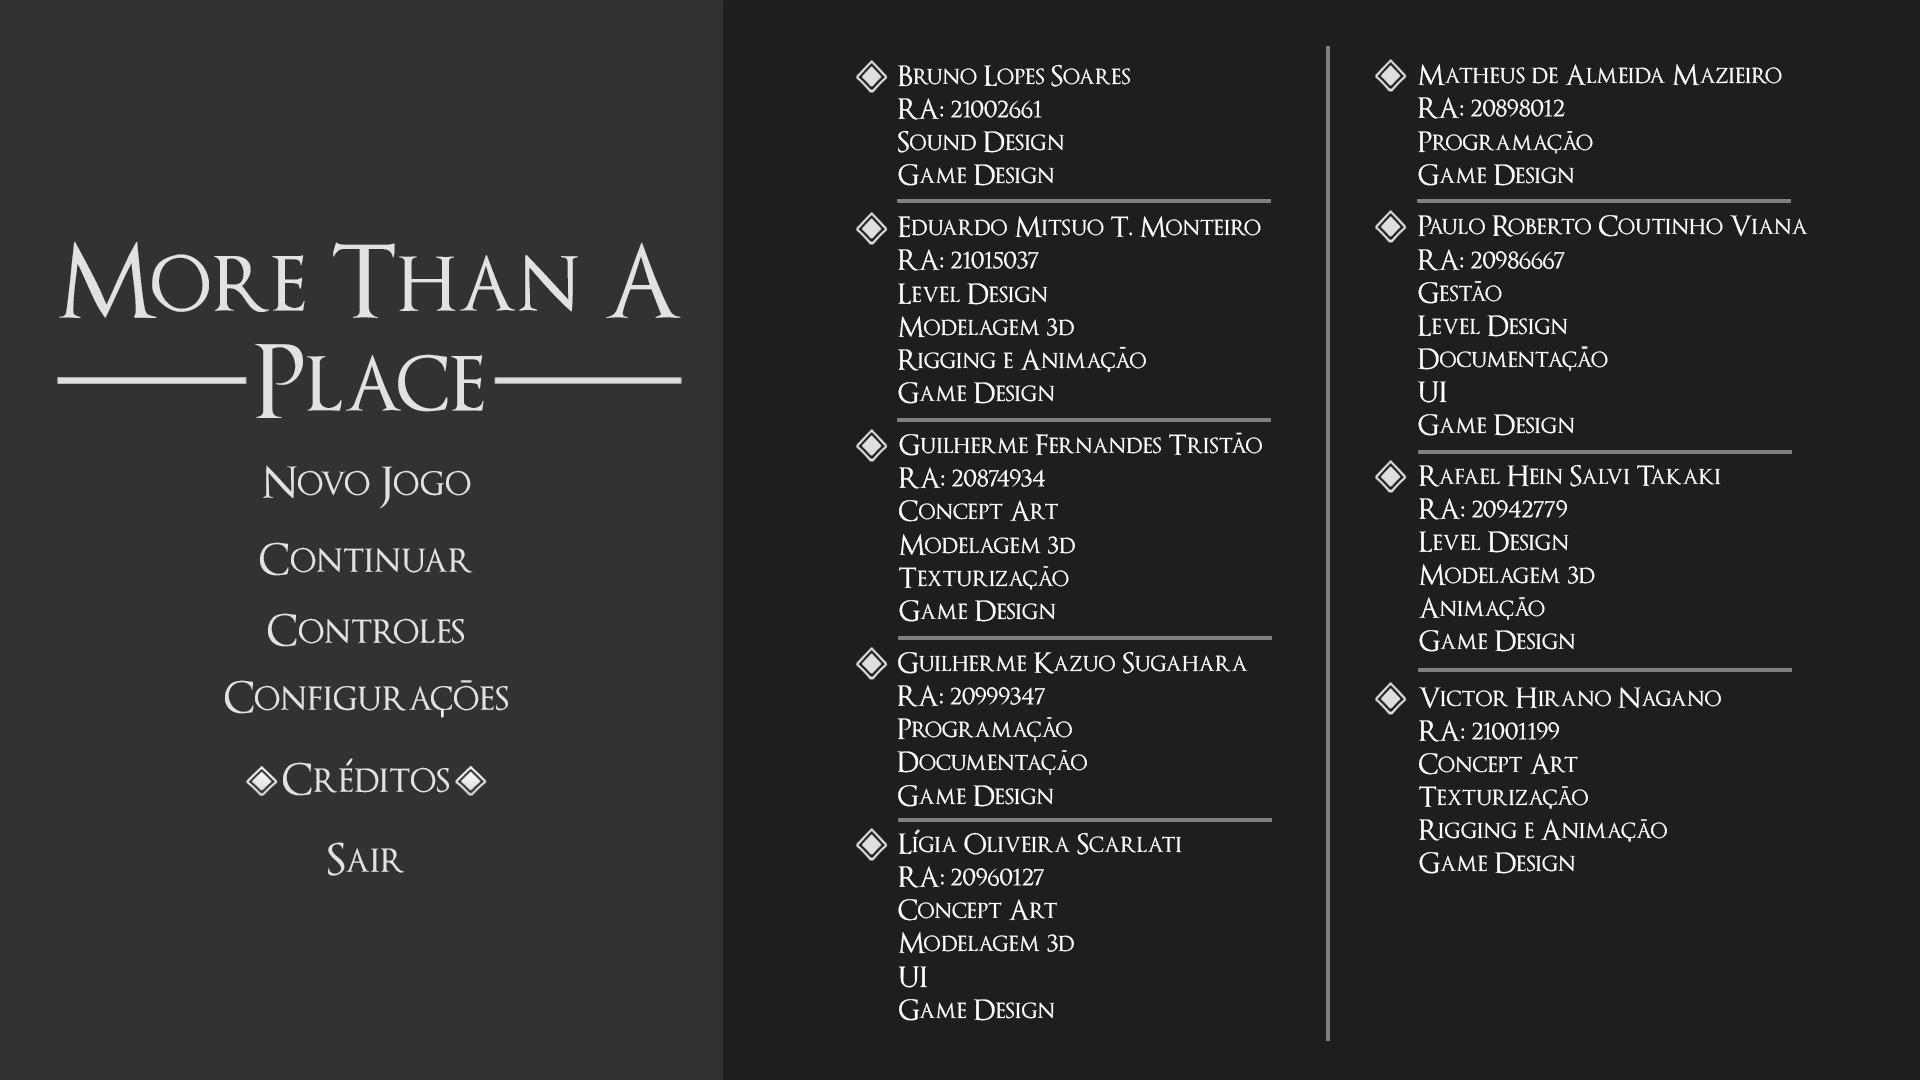 More Than A
Place
Novo Jogo
Continuar
Controles
Configurações
Créditos
Sair
Bruno Lopes Soares
RA: 21002661
Sound Design
Game Design
Eduardo Mitsuo T. Monteiro
RA: 21015037
Level Design
Modelagem 3D
Rigging e Animação
Game Design
Guilherme Fernandes Tristão
RA: 20874934
Concept Art
Modelagem 3D
Texturização
Game Design
Guilherme Kazuo Sugahara
RA: 20999347
Programação
Documentação
Game Design
Lígia Oliveira Scarlati
RA: 20960127
Concept Art
Modelagem 3D
UI
Game Design
Matheus de Almeida Mazieiro
RA: 20898012
Programação
Game Design
Paulo Roberto Coutinho Viana
RA: 20986667
Gestão
Level Design
Documentação
UI
Game Design
Rafael Hein Salvi Takaki
RA: 20942779
Level Design
Modelagem 3D
Animação
Game Design
Victor Hirano Nagano
RA: 21001199
Concept Art
Texturização
Rigging e Animação
Game Design